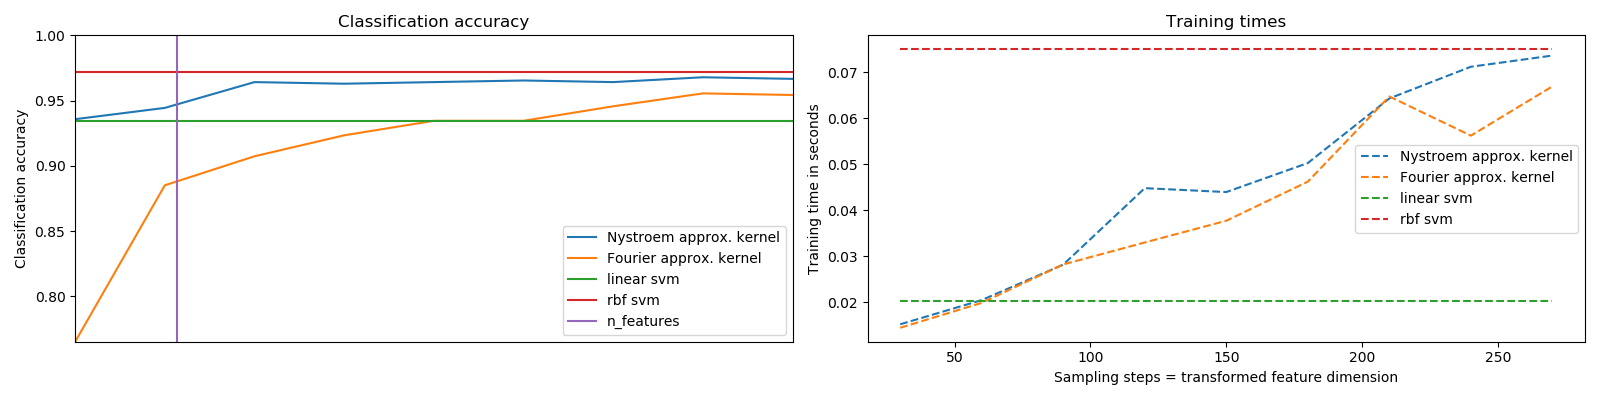 Classification accuracy
Classification accuracy
1.00
0.95
0.90
0.85
0.80
Nystroem approx. kernel
Fourier approx. kernel
linear svm
rbf svm
n_features
Training times
Training time in seconds
0.07
0.06
0.05
0.04
0.03
0.02
Nystroem approx. kernel
Fourier approx. kernel
linear svm
rbf svm
50 100 150 200 250
Sampling steps = transformed feature dimension